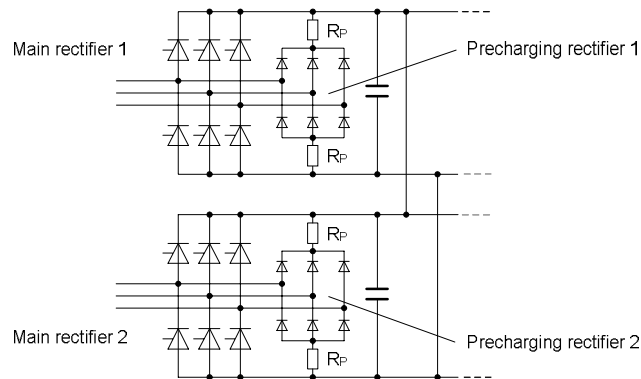 RP
Main rectifier 1
Precharging rectifier 1
RP
RP
Main rectifier 2
Precharging rectifier 2
RP